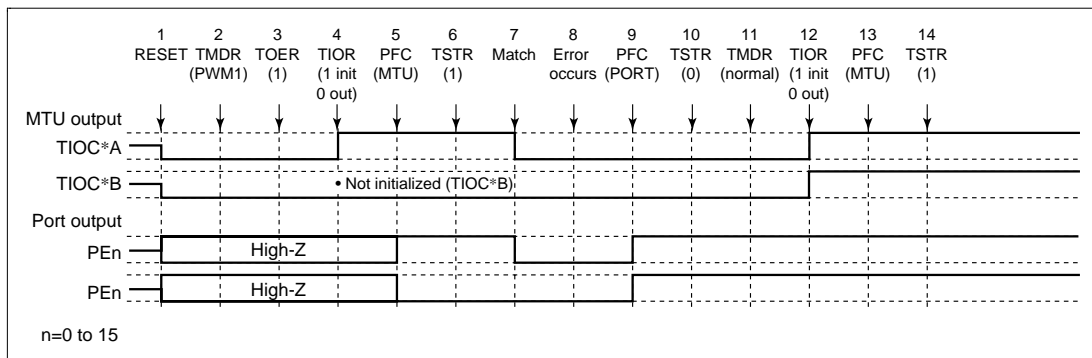 1 2 3 4 5 6 7 8 9 10 11 12 13 14
RESET TMDR TOER TIOR PFC TSTR Match Error PFC TSTR TMDR TIOR PFC TSTR
(PWM1) (1) (1 init (MTU) (1) occurs (PORT) (0) (normal) (1 init (MTU) (1)
0 out) 0 out)
MTU output
TIOC*A
TIOC*B • Not initialized (TIOC*B)
Port output
PEn High-Z
PEn High-Z
n=0 to 15